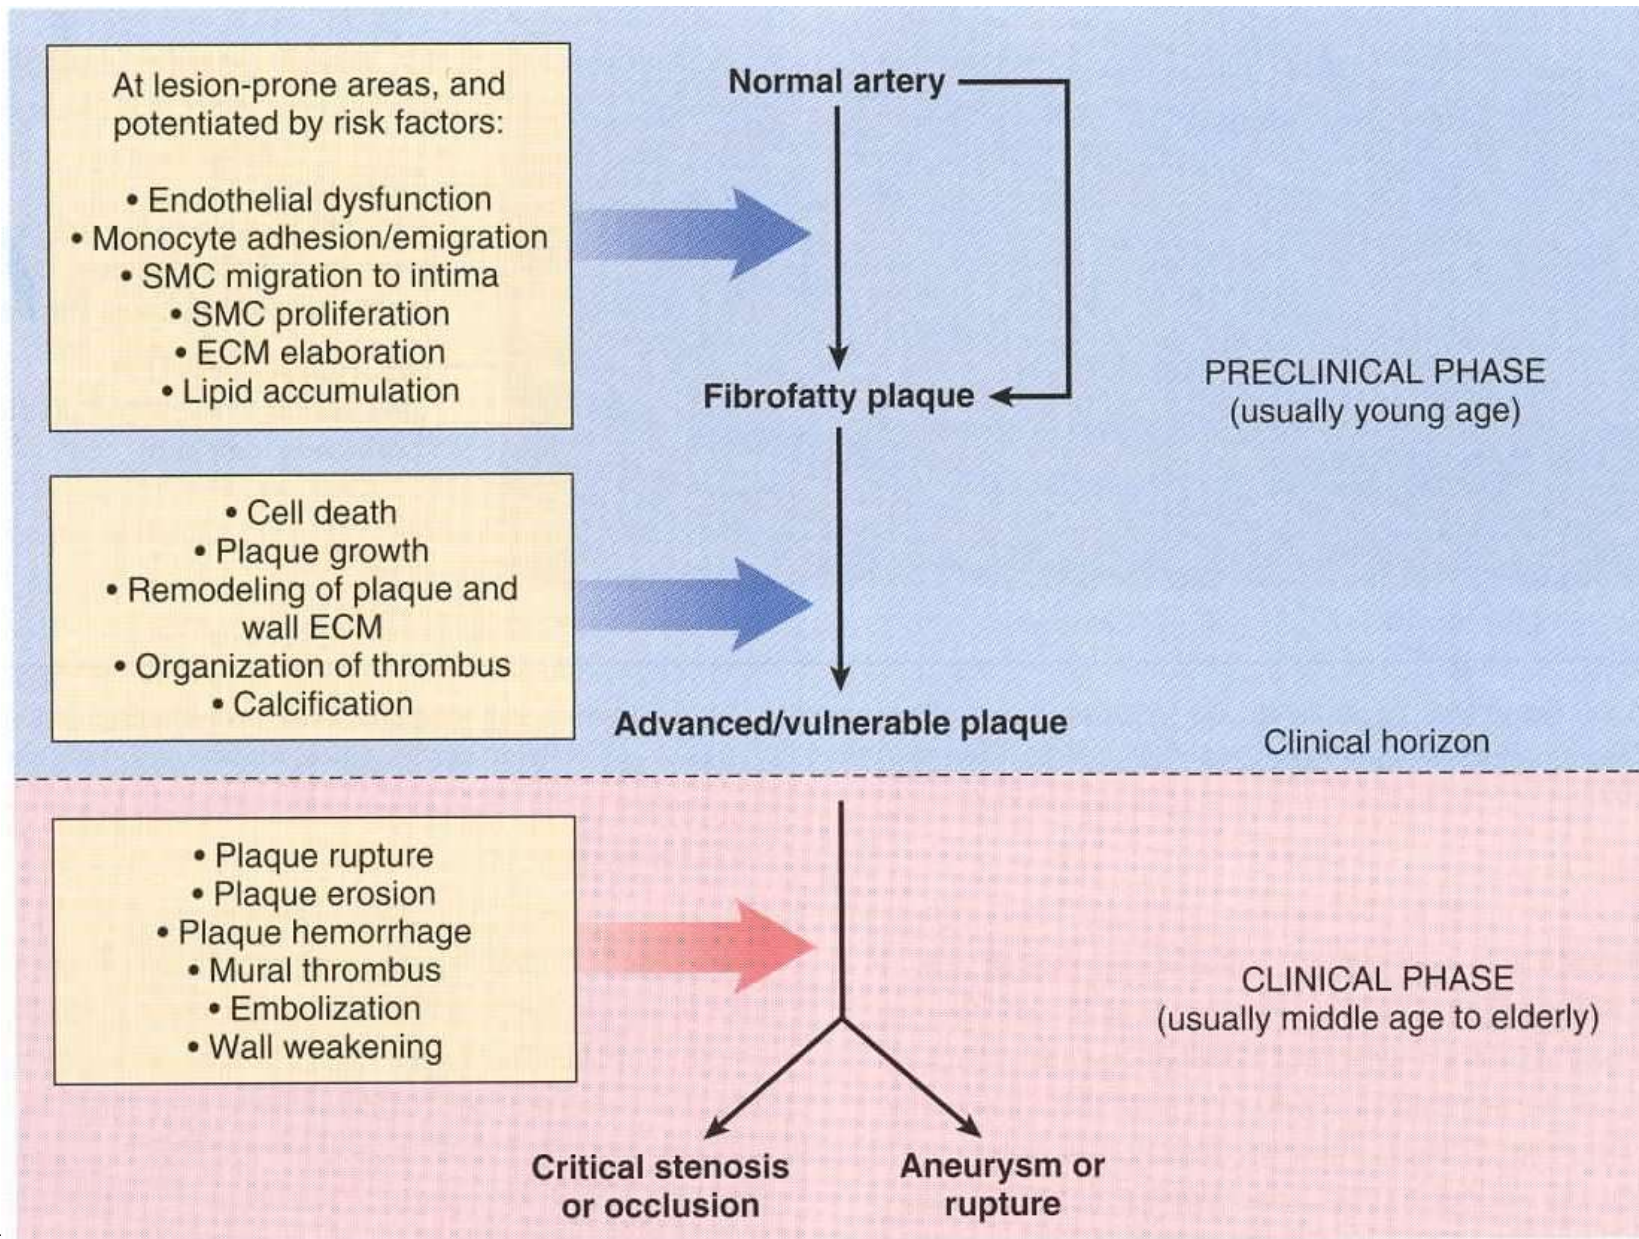 At lesion-prone areas, and
potentiated by risk factors:
• Endothelial dysfunction
• Monocyte adhesion/emigration
• SMC migration to intima
• SMC proliferation
• ECM elaboration
• Lipid accumulation
Normal artery
Fibrofatty plaque
PRECLINICAL PHASE
(usually young age)
• Cell death
• Plaque growth
• Remodeling of plaque and
wall ECM
• Organization of thrombus
• Calcification
Advanced/vulnerable plaque
Clinical horizon
• Plaque rupture
• Plaque erosion
• Plaque hemorrhage
• Mural thrombus
• Embolization
• Wall weakening
CLINICAL PHASE
(usually middle age to elderly)
Critical stenosis
or occlusion
Aneurysm or
rupture